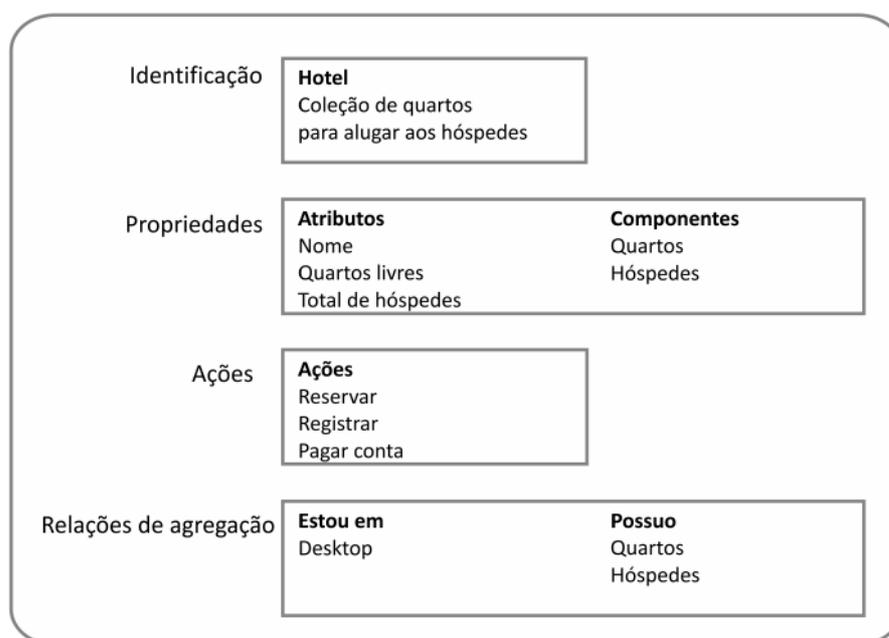 Identificação
Hotel
Coleção de quartos
para alugar aos hóspedes
Propriedades
Atributos
Nome
Quartos livres
Total de hóspedes
Componentes
Quartos
Hóspedes
Ações
Ações
Reservar
Registrar
Pagar conta
Relações de agregação
Estou em
Desktop
Possuo
Quartos
Hóspedes